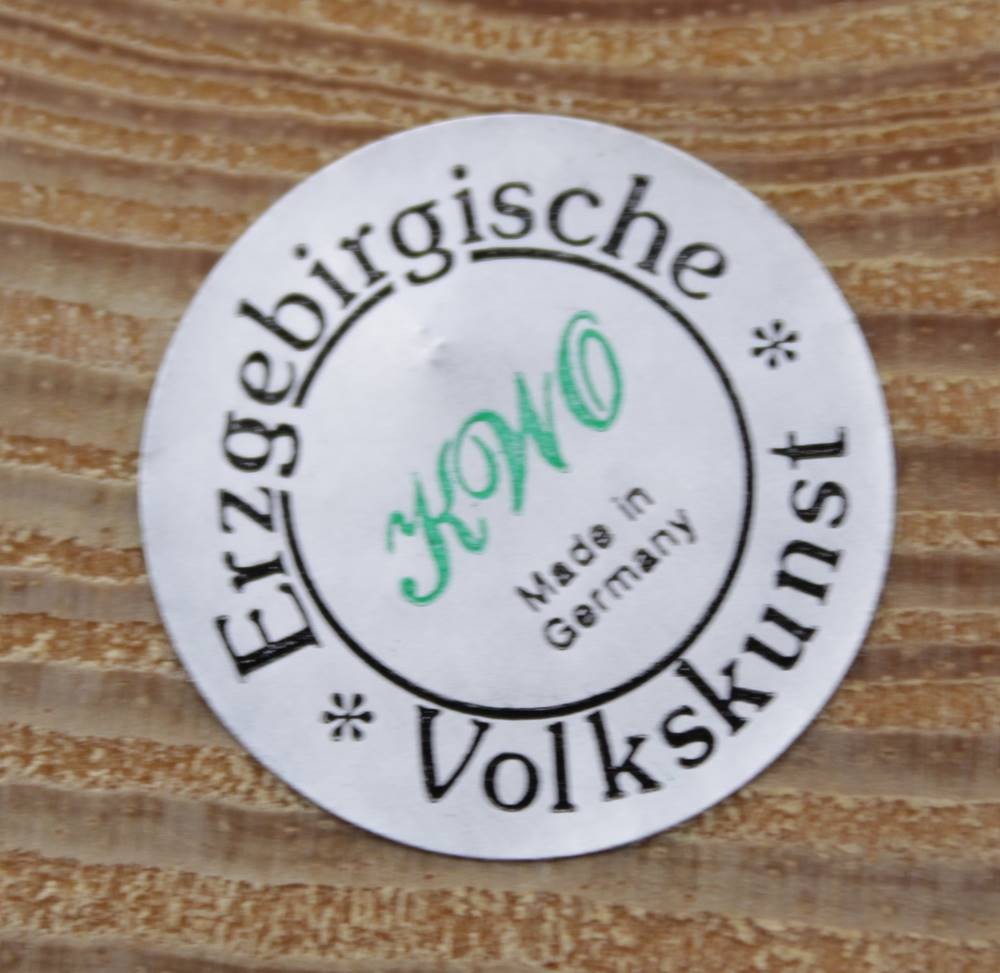 Erzgebirgische
KWO
Made in
Germany
* Volkskunst *